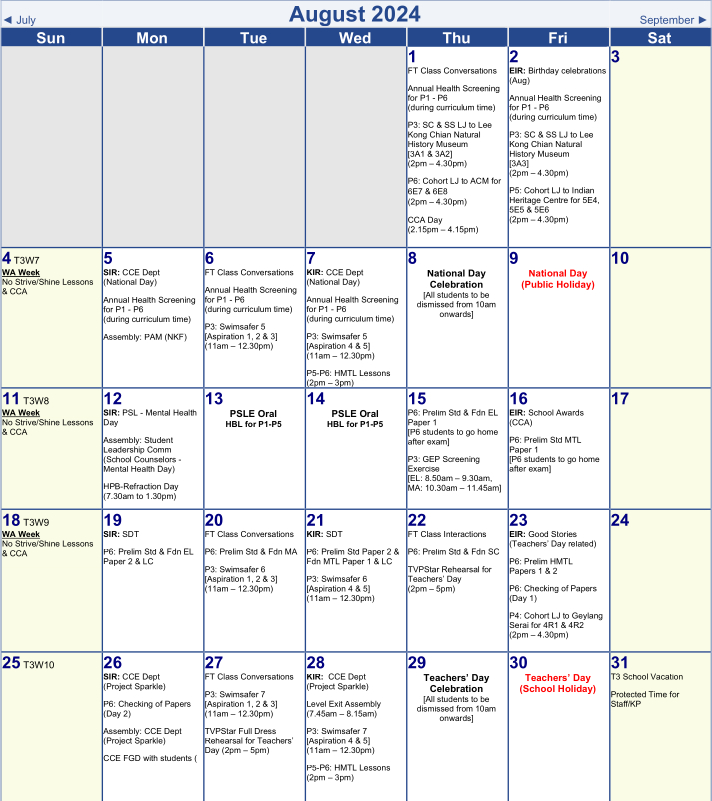 ◄ July
August 2024
September ►
Sun Mon Tue Wed Thu Fri Sat
1
FT Class Conversations
Annual Health Screening
for P1 - P6
(during curriculum time)
P3: SC & SS LJ to Lee
Kong Chian Natural
History Museum
[3A1 & 3A2]
(2pm – 4.30pm)
P6: Cohort LJ to ACM for
6E7 & 6E8
(2pm – 4.30pm)
CCA Day
(2.15pm – 4.15pm)
2
EIR: Birthday celebrations
(Aug)
Annual Health Screening
for P1 - P6
(during curriculum time)
P3: SC & SS LJ to Lee
Kong Chian Natural
History Museum
[3A3]
(2pm – 4.30pm)
P5: Cohort LJ to Indian
Heritage Centre for 5E4,
5E5 & 5E6
(2pm – 4.30pm)
3
4 T3W7
WA Week
No Strive/Shine Lessons
& CCA
5
SIR: CCE Dept
(National Day)
Annual Health Screening
for P1 - P6
(during curriculum time)
Assembly: PAM (NKF)
6
FT Class Conversations
Annual Health Screening
for P1 - P6
(during curriculum time)
P3: Swimsafer 5
[Aspiration 1, 2 & 3]
(11am – 12.30pm)
7
KIR: CCE Dept
(National Day)
Annual Health Screening
for P1 - P6
(during curriculum time)
P3: Swimsafer 5
[Aspiration 4 & 5]
(11am – 12.30pm)
P5-P6: HMTL Lessons
(2pm – 3pm)
8
National Day
Celebration
[All students to be
dismissed from 10am
onwards]
9
National Day
(Public Holiday)
10
11 T3W8
WA Week
No Strive/Shine Lessons
& CCA
12
SIR: PSL - Mental Health
Day
Assembly: Student
Leadership Comm
(School Counselors -
Mental Health Day)
HPB-Refraction Day
(7.30am to 1.30pm)
13
PSLE Oral
HBL for P1-P5
14
PSLE Oral
HBL for P1-P5
15
P6: Prelim Std & Fdn EL
Paper 1
[P6 students to go home
after exam]
P3: GEP Screening
Exercise
[EL: 8.50am – 9.30am,
MA: 10.30am – 11.45am]
16
EIR: School Awards
(CCA)
P6: Prelim Std MTL
Paper 1
[P6 students to go home
after exam]
17
18 T3W9
WA Week
No Strive/Shine Lessons
& CCA
19
SIR: SDT
P6: Prelim Std & Fdn EL
Paper 2 & LC
20
FT Class Conversations
P6: Prelim Std & Fdn MA
P3: Swimsafer 6
[Aspiration 1, 2 & 3]
(11am – 12.30pm)
21
KIR: SDT
P6: Prelim Std Paper 2 &
Fdn MTL Paper 1 & LC
P3: Swimsafer 6
[Aspiration 4 & 5]
(11am – 12.30pm)
22
FT Class Interactions
P6: Prelim Std & Fdn SC
TVPStar Rehearsal for
Teachers' Day
(2pm – 5pm)
23
EIR: Good Stories
(Teachers' Day related)
P6: Prelim HMTL
Papers 1 & 2
P6: Checking of Papers
(Day 1)
P4: Cohort LJ to Geylang
Serai for 4R1 & 4R2
(2pm – 4.30pm)
24
25 T3W10
26
SIR: CCE Dept
(Project Sparkle)
P6: Checking of Papers
(Day 2)
Assembly: CCE Dept
(Project Sparkle)
CCE FGD with students (
27
FT Class Conversations
P3: Swimsafer 7
[Aspiration 1, 2 & 3]
(11am – 12.30pm)
TVPStar Full Dress
Rehearsal for Teachers'
Day (2pm – 5pm)
28
KIR: CCE Dept
(Project Sparkle)
Level Exit Assembly
(7.45am – 8.15am)
P3: Swimsafer 7
[Aspiration 4 & 5]
(11am – 12.30pm)
P5-P6: HMTL Lessons
(2pm – 3pm)
29
Teachers' Day
Celebration
[All students to be
dismissed from 10am
onwards]
30
Teachers' Day
(School Holiday)
31
T3 School Vacation
Protected Time for
Staff/KP